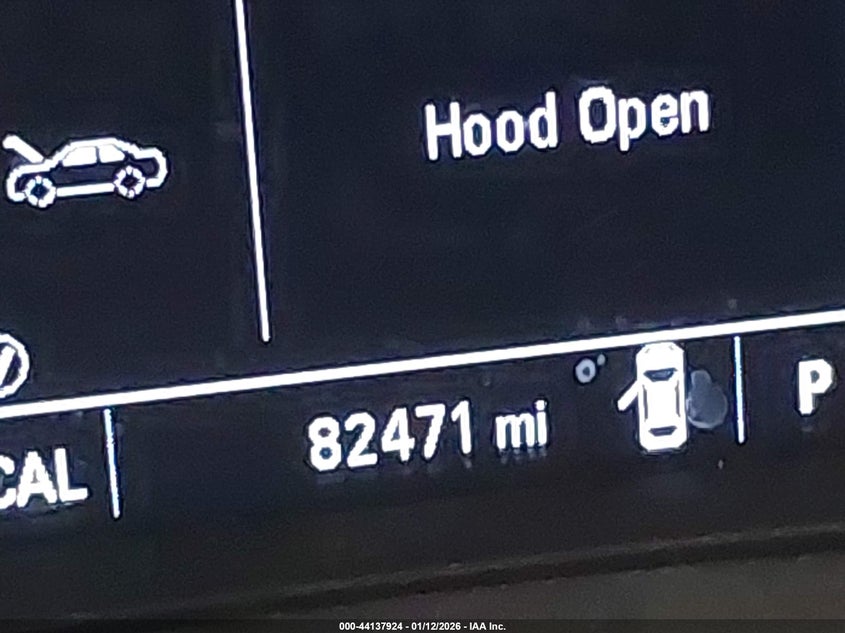 Hood Open
CAL
82471 mi
P
000-44137924 - 01/12/2026 - IAA Inc.